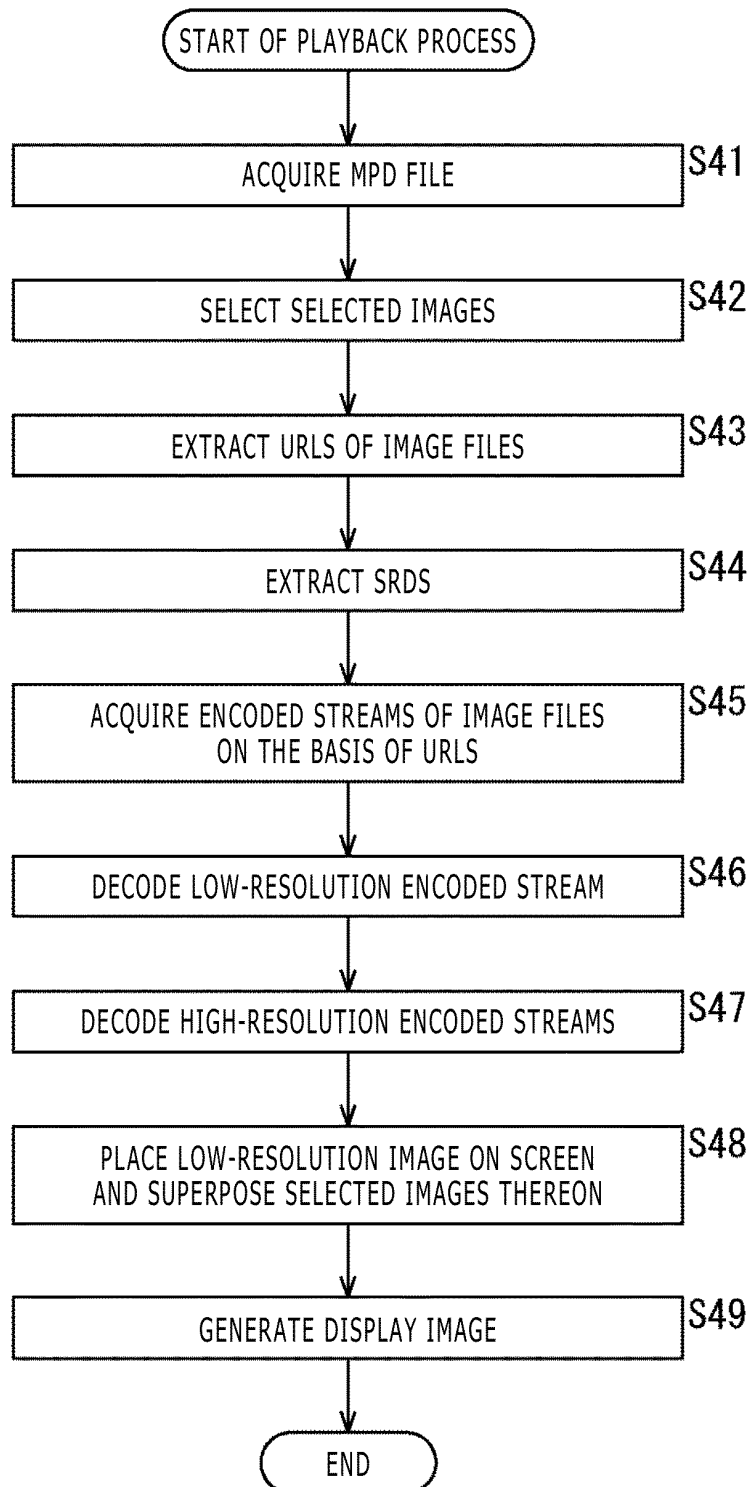 START OF PLAYBACK PROCESS
S41
ACQUIRE MPD FILE
S42
SELECT SELECTED IMAGES
S43
EXTRACT URLS OF IMAGE FILES
S44
EXTRACT SRDS
S45
ACQUIRE ENCODED STREAMS OF IMAGE FILES
ON THE BASIS OF URLS
S46
DECODE LOW-RESOLUTION ENCODED STREAM
S47
DECODE HIGH-RESOLUTION ENCODED STREAMS
S48
PLACE LOW-RESOLUTION IMAGE ON SCREEN
AND SUPERPOSE SELECTED IMAGES THEREON
S49
GENERATE DISPLAY IMAGE
END